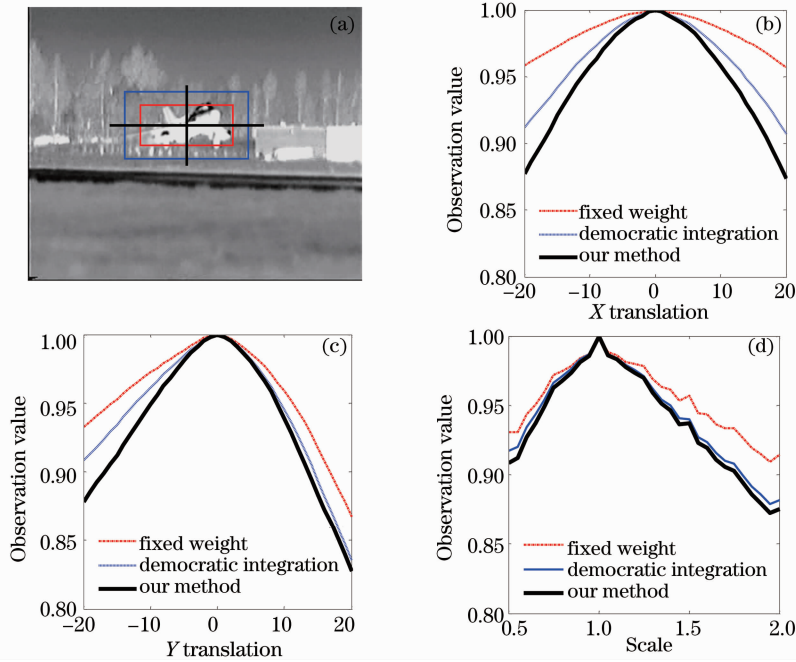 (a)
(b)
1.00
0.95
0.90
0.85
0.80
Observation value
fixed weight
democratic integration
our method
−20
−10
0
10
20
X translation
(c)
1.00
0.95
0.90
0.85
0.80
Observation value
fixed weight
democratic integration
our method
−20
−10
0
10
20
Y translation
(d)
1.00
0.95
0.90
0.85
0.80
Observation value
fixed weight
democratic integration
our method
0.5
1.0
1.5
2.0
Scale